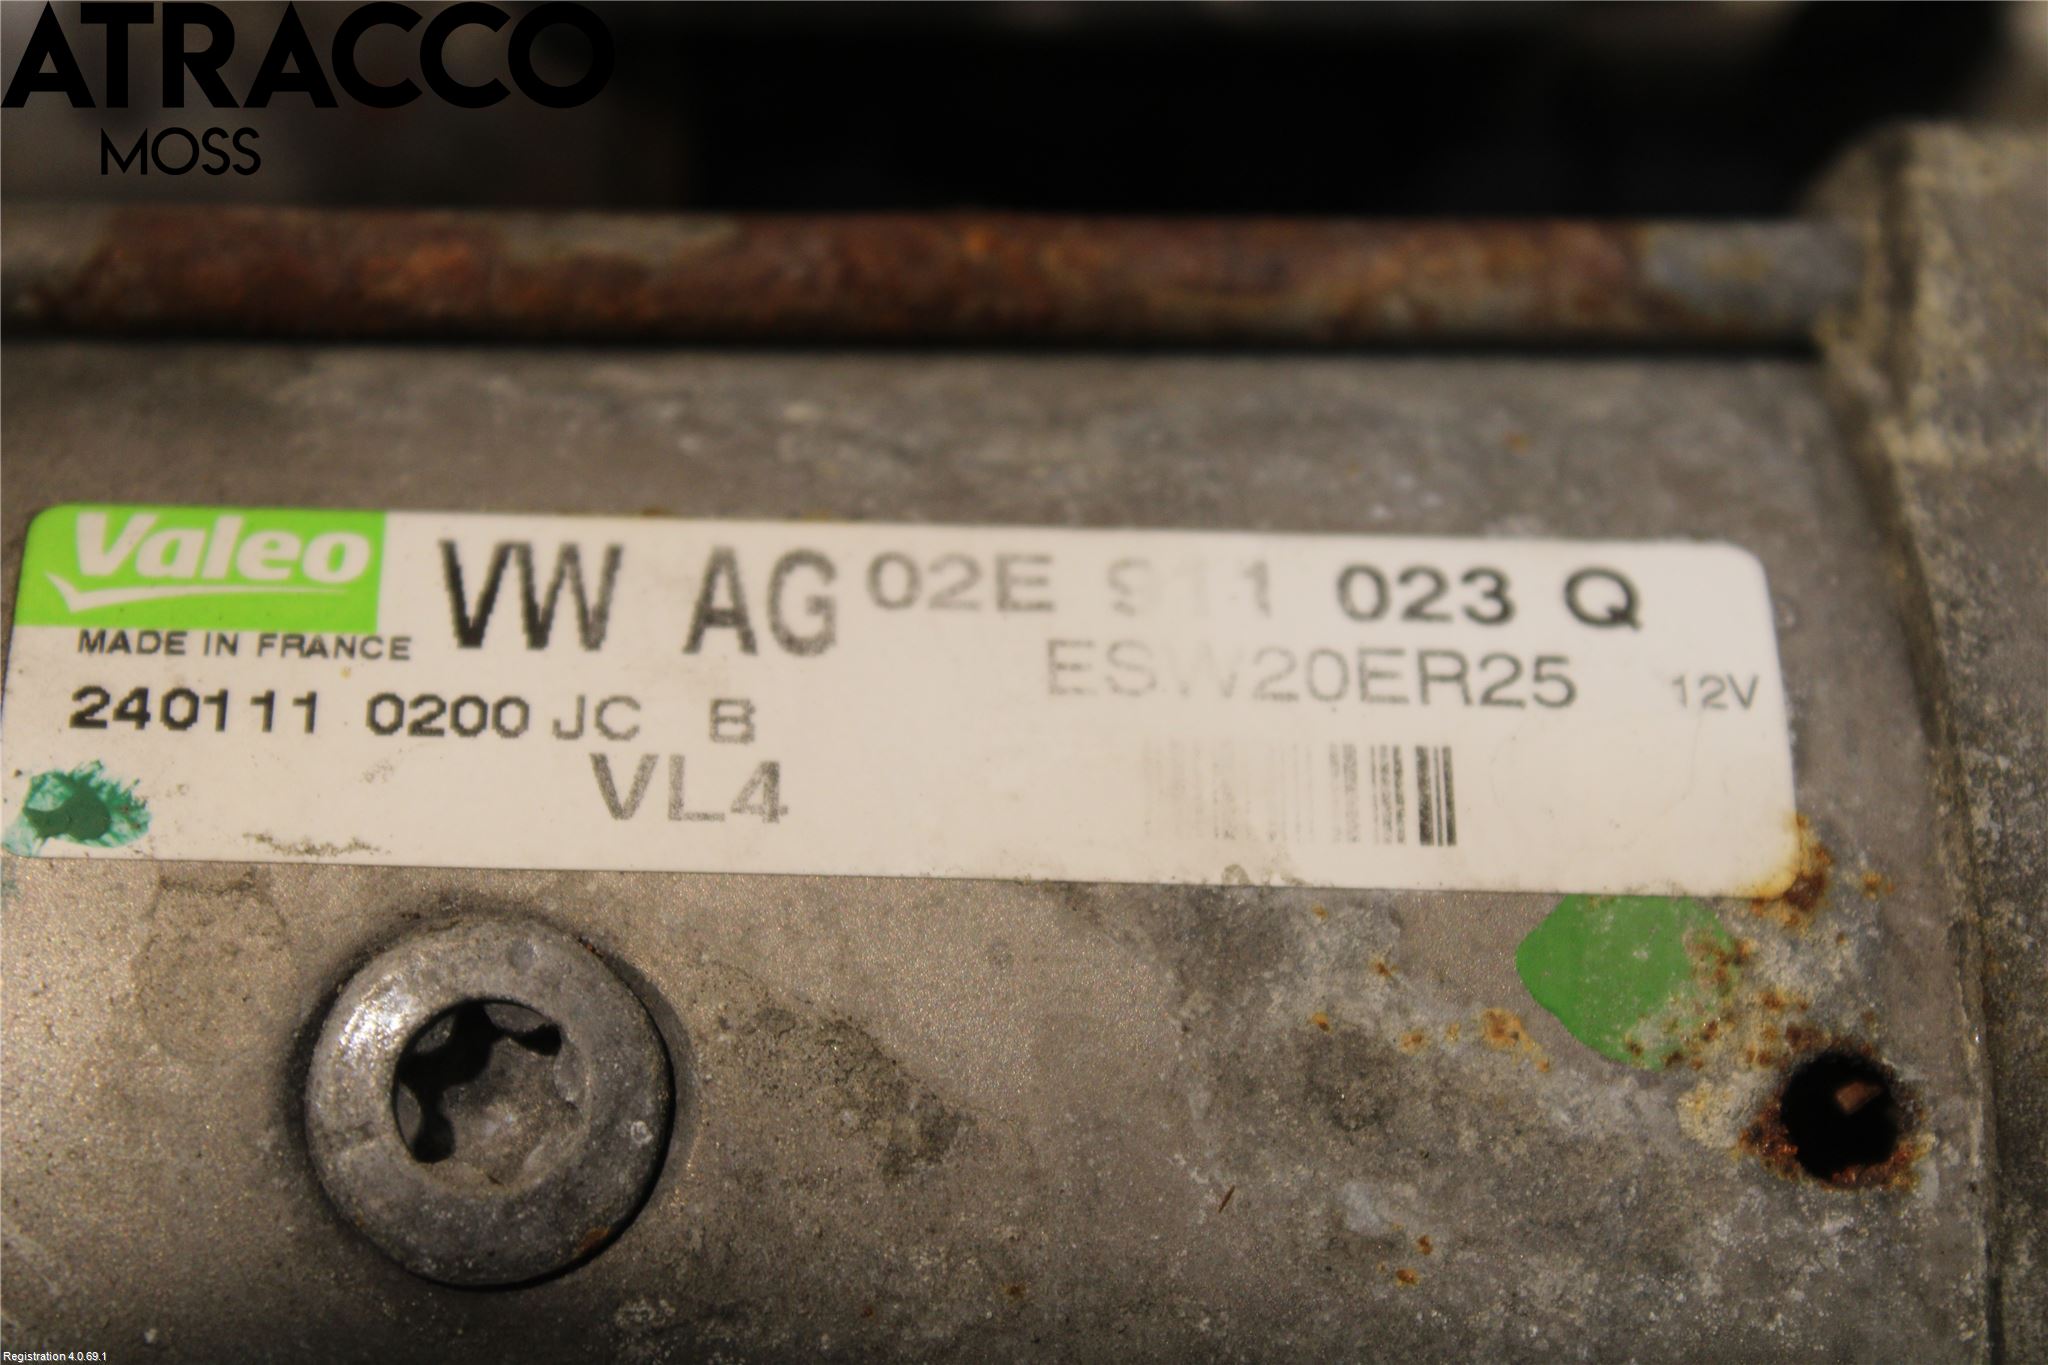 ATRACCO
MOSS
Valeo
MADE IN FRANCE
VW AG 02E 911 023 Q
ESW20ER25 12V
240111 0200 JC B
VL4
Registration 4.0.69.1